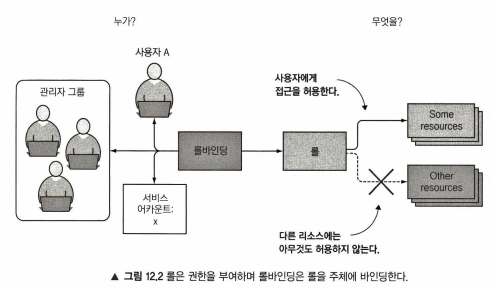 누가?
무엇을?
사용자 A
관리자 그룹
사용자에게
접근을 허용한다.
Some
resources
롤바인딩
롤
Other
resources
서비스
어카운트:
x
다른 리소스에는
아무것도 허용하지 않는다.
▲ 그림 12.2 롤은 권한을 부여하며 롤바인딩은 롤을 주체에 바인딩한다.